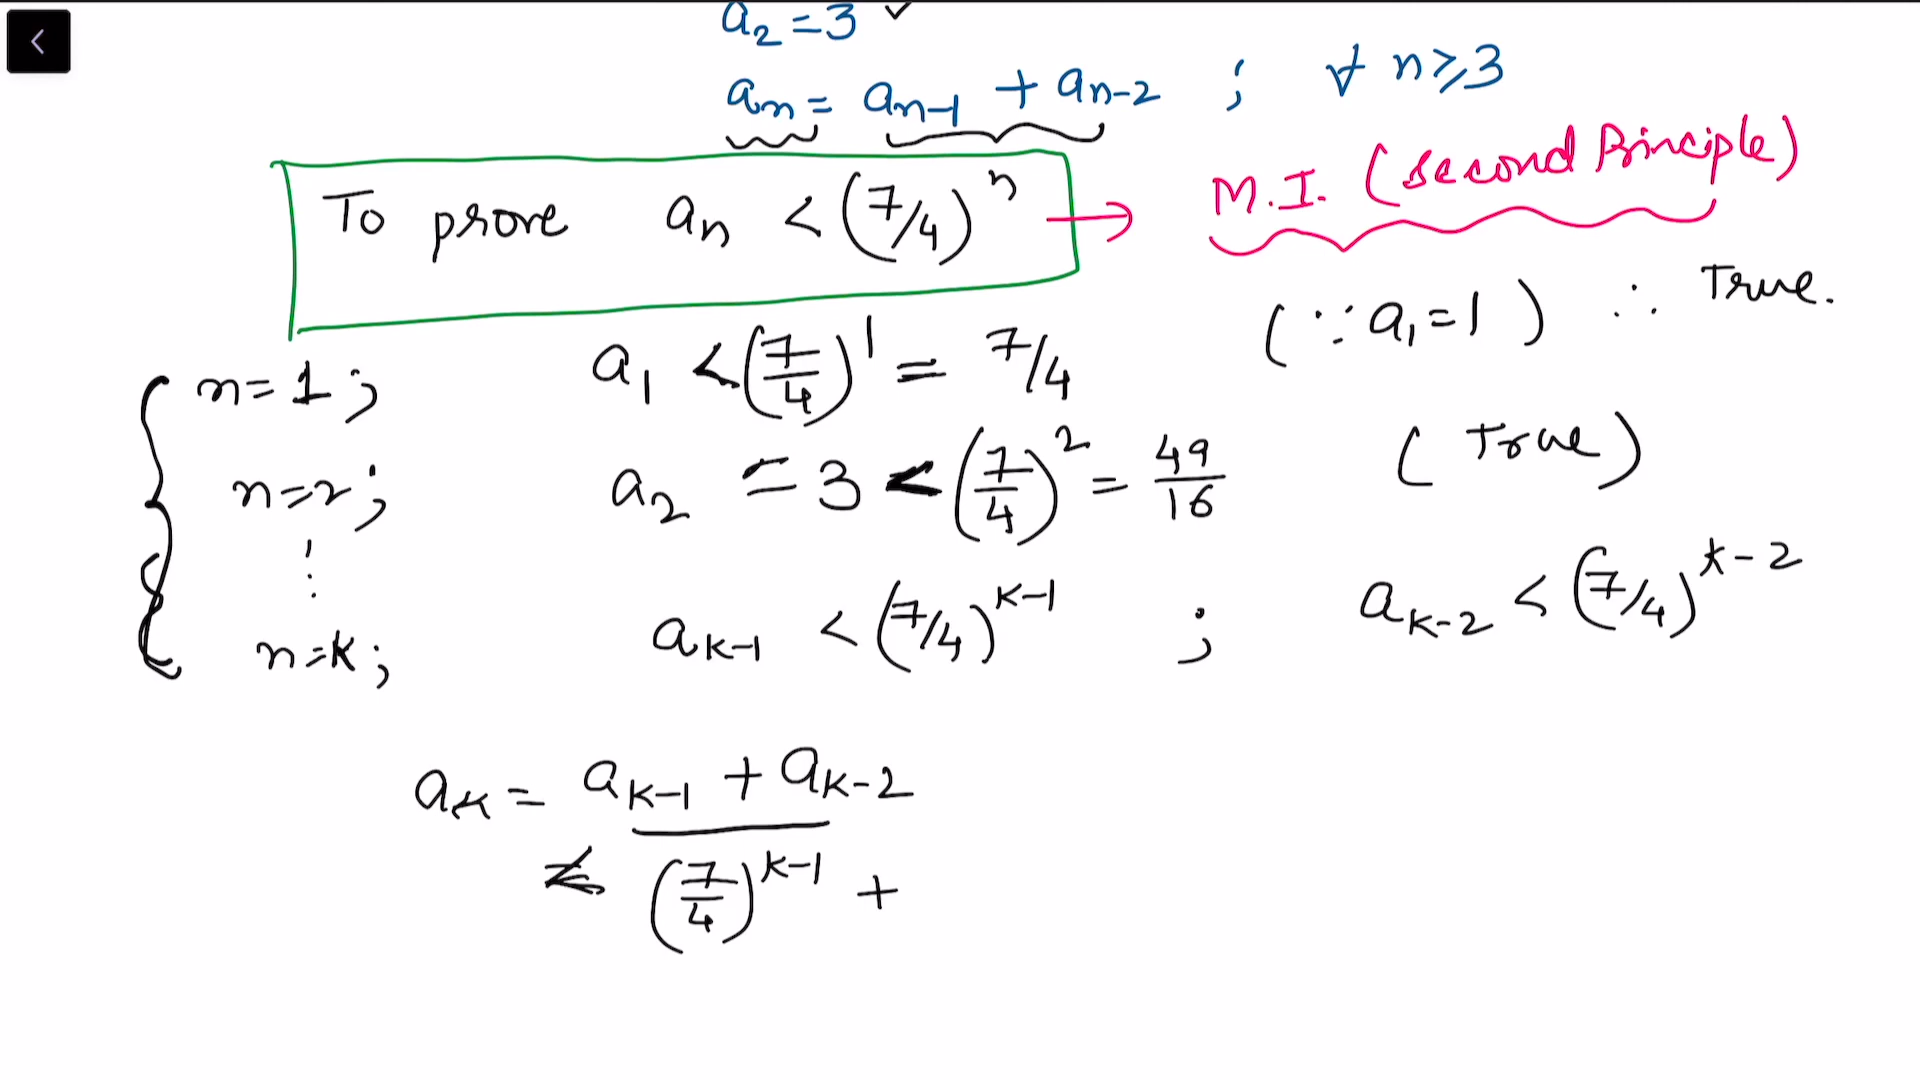 a₂ = 3 ✓
aₙ = aₙ₋₁ + aₙ₋₂ ; ∀ n ≥ 3
To prove aₙ < (7/4)ⁿ → M.I. (Second Principle)
n = 1 ; a₁ < (7/4)¹ = 7/4 (∵ a₁ = 1) ∴ True.
n = 2 ; a₂ = 3 < (7/4)² = 49/16 (True)
⋮
n = k ; aₖ₋₁ < (7/4)ᵏ⁻¹ ; aₖ₋₂ < (7/4)ᵏ⁻²
aₖ = aₖ₋₁ + aₖ₋₂
< (7/4)ᵏ⁻¹ +